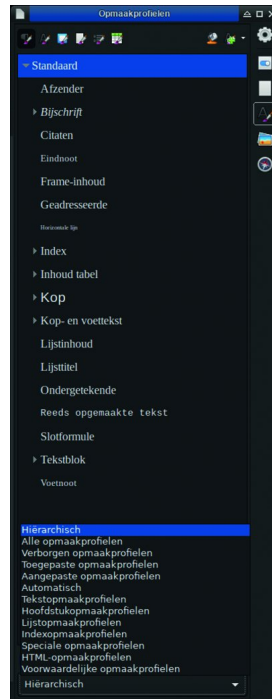 Opmaakprofielen
Standaard
Afzender
Bijschrift
Citaten
Eindnoot
Frame-inhoud
Geadresseerde
Horizontale lijn
Index
Inhoud tabel
Kop
Kop- en voettekst
Lijstinhoud
Lijsttitel
Ondergetekende
Reeds opgemaakte tekst
Slotformule
Tekstblok
Voetnoot
Hiërarchisch
Alle opmaakprofielen
Verborgen opmaakprofielen
Toegepaste opmaakprofielen
Aangepaste opmaakprofielen
Automatisch
Tekstopmaakprofielen
Hoofdstukopmaakprofielen
Lijstopmaakprofielen
Indexopmaakprofielen
Speciale opmaakprofielen
HTML-opmaakprofielen
Voorwaardelijke opmaakprofielen
Hiërarchisch